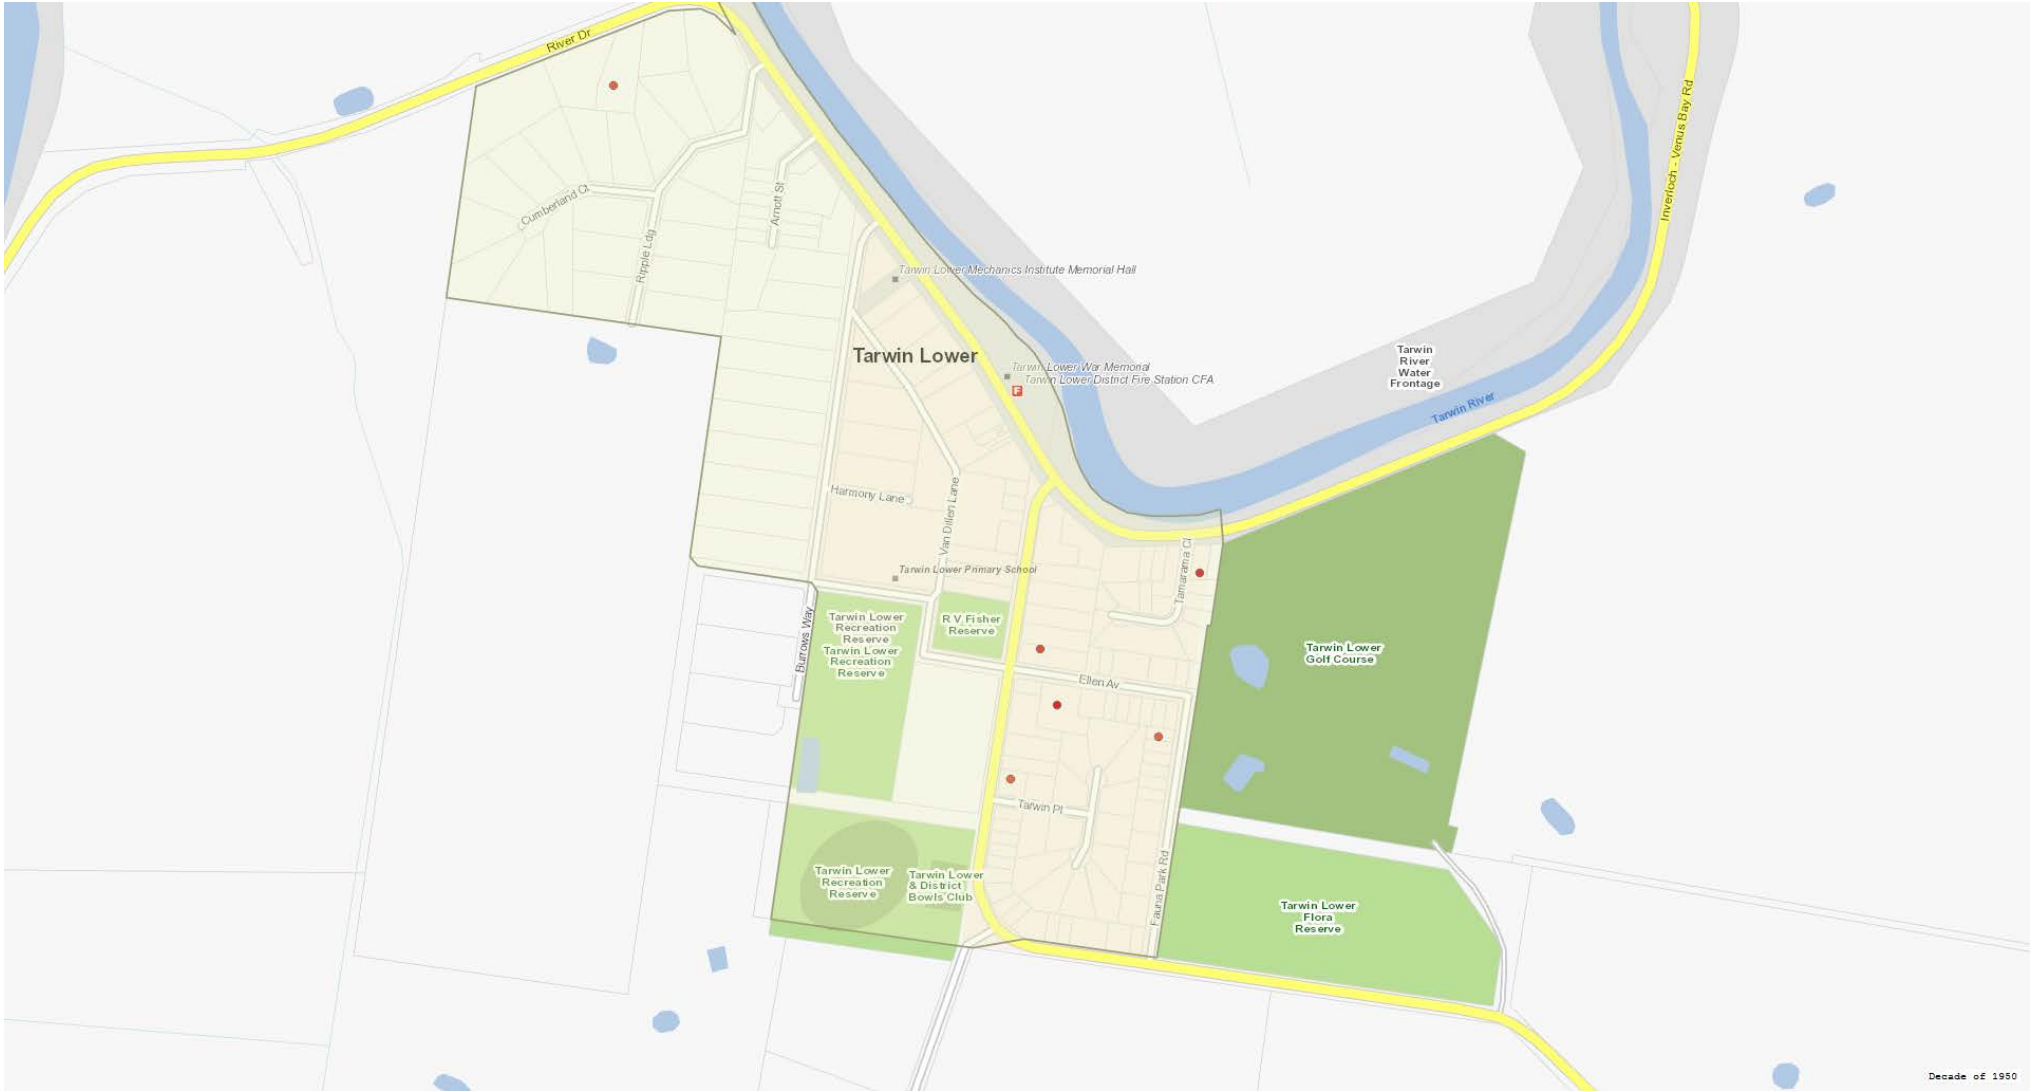 River Dr
Inverloch - Venus Bay Rd
Cumberland Ct
Arnott St
Ripple Ldg
Tarwin Lower Mechanics Institute Memorial Hall
Tarwin Lower
Tarwin Lower War Memorial
Tarwin Lower District Fire Station CFA
F
Tarwin
River
Water
Frontage
Tarwin River
Harmony Lane
Van Dillen Lane
Tamarama Cl
Tarwin Lower Primary School
Burrows Way
Tarwin Lower
Recreation
Reserve
Tarwin Lower
Recreation
Reserve
R V Fisher
Reserve
Tarwin Lower
Golf Course
Ellen Av
Tarwin Pl
Fauna Park Rd
Tarwin Lower
Recreation
Reserve
Tarwin Lower
& District
Bowls Club
Tarwin Lower
Flora
Reserve
Decade of 1950